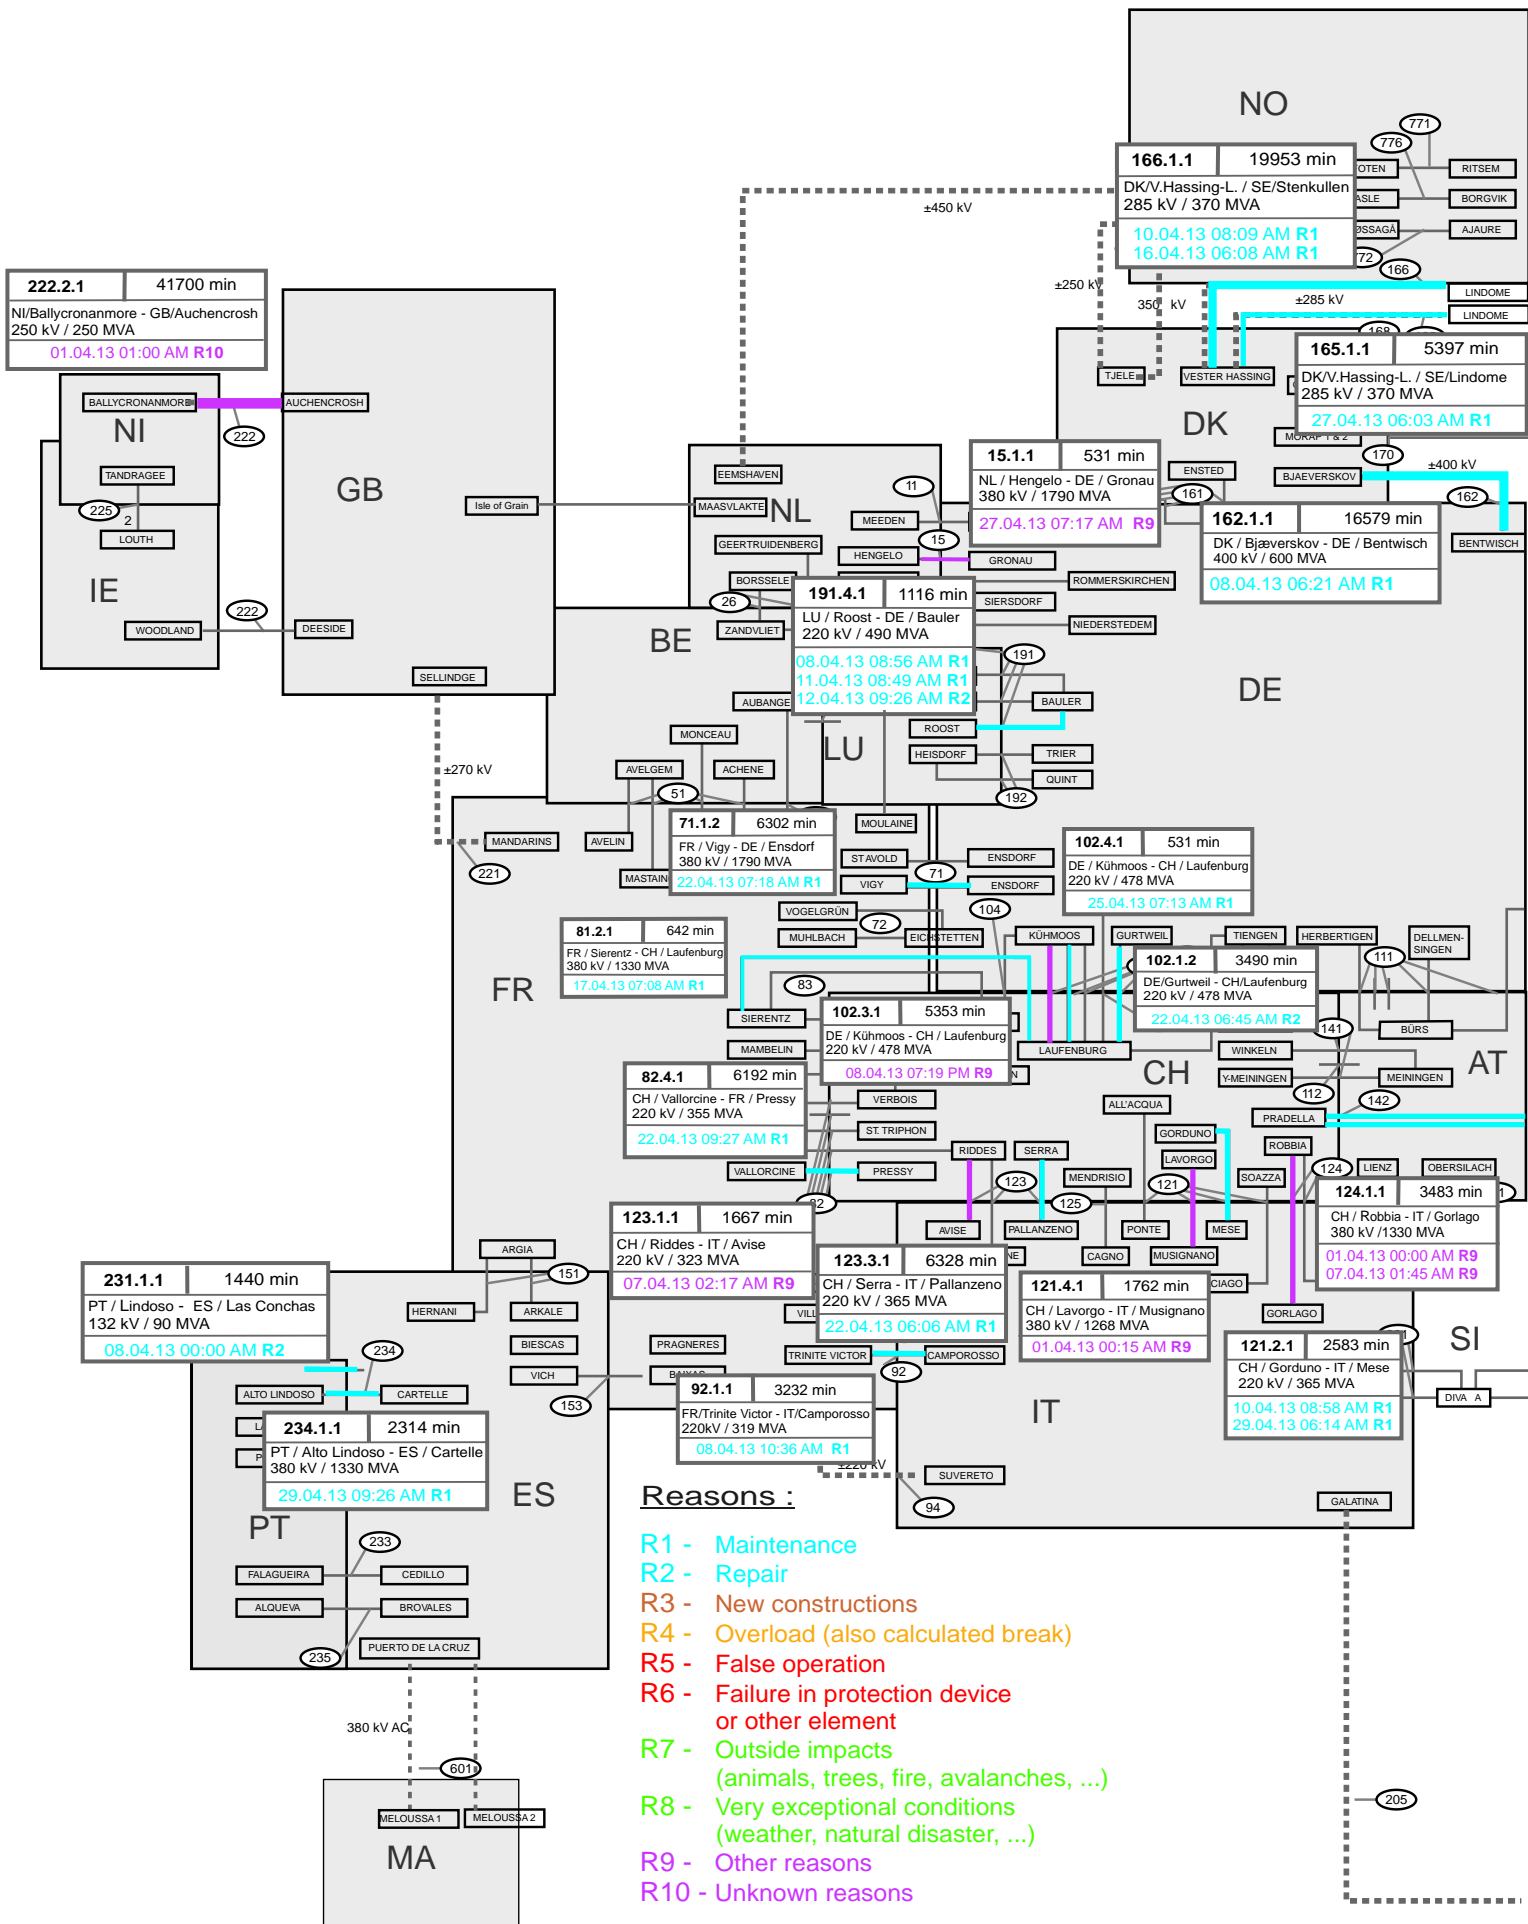 NO
771
776
166.1.1 19953 min
DK/V.Hassing-L. / SE/Stenkullen
285 kV / 370 MVA
10.04.13 08:09 AM R1
16.04.13 06:08 AM R1
OTEN RITSEM
ASLE BORGVIK
ØSSAGÅ AJAURE
72
166
±450 kV
±250 kV
350 kV
±285 kV
LINDOME
LINDOME
168
222.2.1 41700 min
NI/Ballycronanmore - GB/Auchencrosh
250 kV / 250 MVA
01.04.13 01:00 AM R10
165.1.1 5397 min
DK/V.Hassing-L. / SE/Lindome
285 kV / 370 MVA
27.04.13 06:03 AM R1
TJELE VESTER HASSING
DK
BALLYCRONANMORE AUCHENCROSH
NI
222
MORAP 1 & 2
170
±400 kV
BJAEVERSKOV
162
BENTWISCH
TANDRAGEE
225
2
LOUTH
GB
Isle of Grain
EEMSHAVEN
MAASVLAKTE
NL
11
MEEDEN
15.1.1 531 min
NL / Hengelo - DE / Gronau
380 kV / 1790 MVA
27.04.13 07:17 AM R9
ENSTED
161
162.1.1 16579 min
DK / Bjæverskov - DE / Bentwisch
400 kV / 600 MVA
08.04.13 06:21 AM R1
15
GEERTRUIDENBERG
HENGELO
GRONAU
IE
BORSSELE
26
ZANDVLIET
ROMMERSKIRCHEN
SIERSDORF
NIEDERSTEDEM
222
WOODLAND DEESIDE
SELLINDGE
BE
191.4.1 1116 min
LU / Roost - DE / Bauler
220 kV / 490 MVA
08.04.13 08:56 AM R1
11.04.13 08:49 AM R1
12.04.13 09:26 AM R2
191
DE
AUBANGE
BAULER
ROOST
LU
HEISDORF TRIER
QUINT
192
MONCEAU
AVELGEM ACHENE
51
±270 kV
MANDARINS
221
AVELIN
MASTAING
71.1.2 6302 min
FR / Vigy - DE / Ensdorf
380 kV / 1790 MVA
22.04.13 07:18 AM R1
MOULAINE
ST AVOLD ENSDORF
71
VIGY ENSDORF
102.4.1 531 min
DE / Kühmoos - CH / Laufenburg
220 kV / 478 MVA
25.04.13 07:13 AM R1
VOGELGRÜN
72
MUHLBACH EICHSTETTEN
104
KÜHMOOS GURTWEIL TIENGEN HERBERTIGEN
DELLMEN-
SINGEN
111
81.2.1 642 min
FR / Sierentz - CH / Laufenburg
380 kV / 1330 MVA
17.04.13 07:08 AM R1
FR
83
102.1.2 3490 min
DE/Gurtweil - CH/Laufenburg
220 kV / 478 MVA
22.04.13 06:45 AM R2
SIERENTZ
MAMBELIN
102.3.1 5353 min
DE / Kühmoos - CH / Laufenburg
220 kV / 478 MVA
08.04.13 07:19 PM R9
LAUFENBURG
CH
141
BÜRS
AT
WINKELN
Y-MEININGEN MEININGEN
112
142
82.4.1 6192 min
CH / Vallorcine - FR / Pressy
220 kV / 355 MVA
22.04.13 09:27 AM R1
VERBOIS
ST. TRIPHON
VALLORCINE PRESSY
82
ALL'ACQUA
GORDUNO
PRADELLA
RIDDES SERRA
LAVORGO
ROBBIA
MENDRISIO
123
125
121
SOAZZA
124
LIENZ OBERSILACH
124.1.1 3483 min
CH / Robbia - IT / Gorlago
380 kV /1330 MVA
01.04.13 00:00 AM R9
07.04.13 01:45 AM R9
123.1.1 1667 min
CH / Riddes - IT / Avise
220 kV / 323 MVA
07.04.13 02:17 AM R9
AVISE PALLANZENO
CAGNO
PONTE
MUSIGNANO
MESE
CIAGO
GORLAGO
123.3.1 6328 min
CH / Serra - IT / Pallanzeno
220 kV / 365 MVA
22.04.13 06:06 AM R1
121.4.1 1762 min
CH / Lavorgo - IT / Musignano
380 kV / 1268 MVA
01.04.13 00:15 AM R9
231.1.1 1440 min
PT / Lindoso - ES / Las Conchas
132 kV / 90 MVA
08.04.13 00:00 AM R2
ARGIA
151
HERNANI ARKALE
BIESCAS
VICH
153
PRAGNERES
VILL
TRINITE VICTOR CAMPOROSSO
92
SI
121.2.1 2583 min
CH / Gorduno - IT / Mese
220 kV / 365 MVA
10.04.13 08:58 AM R1
29.04.13 06:14 AM R1
DIVA A
IT
234
ALTO LINDOSO CARTELLE
92.1.1 3232 min
FR/Trinite Victor - IT/Camporosso
220kV / 319 MVA
08.04.13 10:36 AM R1
±220 kV
SUVERETO
94
GALATINA
234.1.1 2314 min
PT / Alto Lindoso - ES / Cartelle
380 kV / 1330 MVA
29.04.13 09:26 AM R1
ES
PT
233
FALAGUEIRA CEDILLO
ALQUEVA BROVALES
235
PUERTO DE LA CRUZ
380 kV AC
601
MELOUSSA 1 MELOUSSA 2
MA
205
Reasons :
R1 - Maintenance
R2 - Repair
R3 - New constructions
R4 - Overload (also calculated break)
R5 - False operation
R6 - Failure in protection device
or other element
R7 - Outside impacts
(animals, trees, fire, avalanches, ...)
R8 - Very exceptional conditions
(weather, natural disaster, ...)
R9 - Other reasons
R10 - Unknown reasons